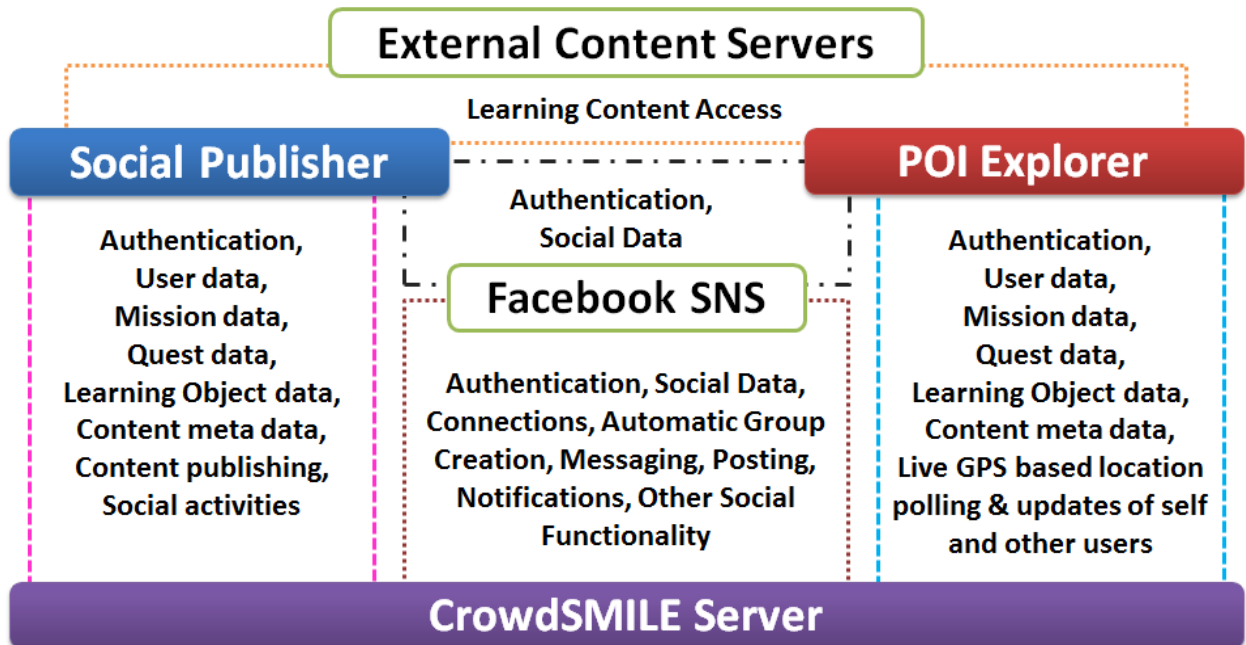 External Content Servers
Learning Content Access
Social Publisher
POI Explorer
Authentication,
Social Data
Authentication,
User data,
Mission data,
Quest data,
Learning Object data,
Content meta data,
Content publishing,
Social activities
Facebook SNS
Authentication, Social Data,
Connections, Automatic Group
Creation, Messaging, Posting,
Notifications, Other Social
Functionality
Authentication,
User data,
Mission data,
Quest data,
Learning Object data,
Content meta data,
Live GPS based location
polling & updates of self
and other users
CrowdSMILE Server